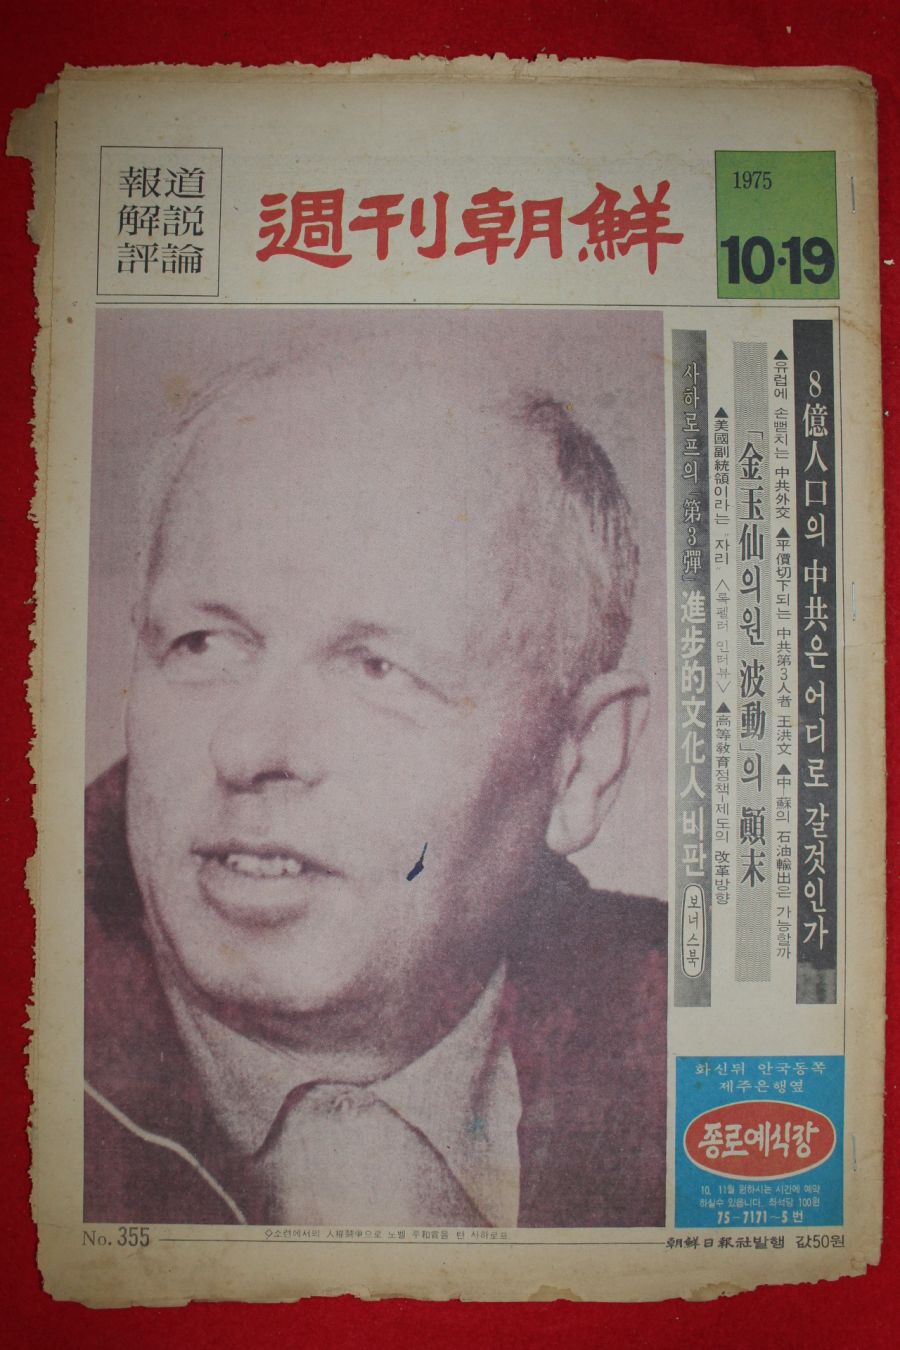 報道
解説
評論
週刊朝鮮
1975
10·19
8億人口의 中共은 어디로 갈것인가
▲유럽에 손뻗치는 中共外交 ▲平價切下되는 中共第3人者 王洪文 ▲中-蘇의 石油輸出은 가능할까
「金玉仙의원 波動」의 顚末
▲美國副統領이라는 "자리" <록펠러 인터뷰> ▲高等敎育정책-제도의 改革방향
사하로프의 「第3彈」 進步的文化人비판 보너스북
화신뒤 안국동쪽
제주은행옆
종로예식장
10, 11월 원하시는 시간에 예약
하실수 있읍니다. 좌석당 100원
75-7171~5번
No. 355
◇소련에서의 人權鬪爭으로 노벨 平和賞을 탄 사하로프
朝鮮日報社발행 값50원